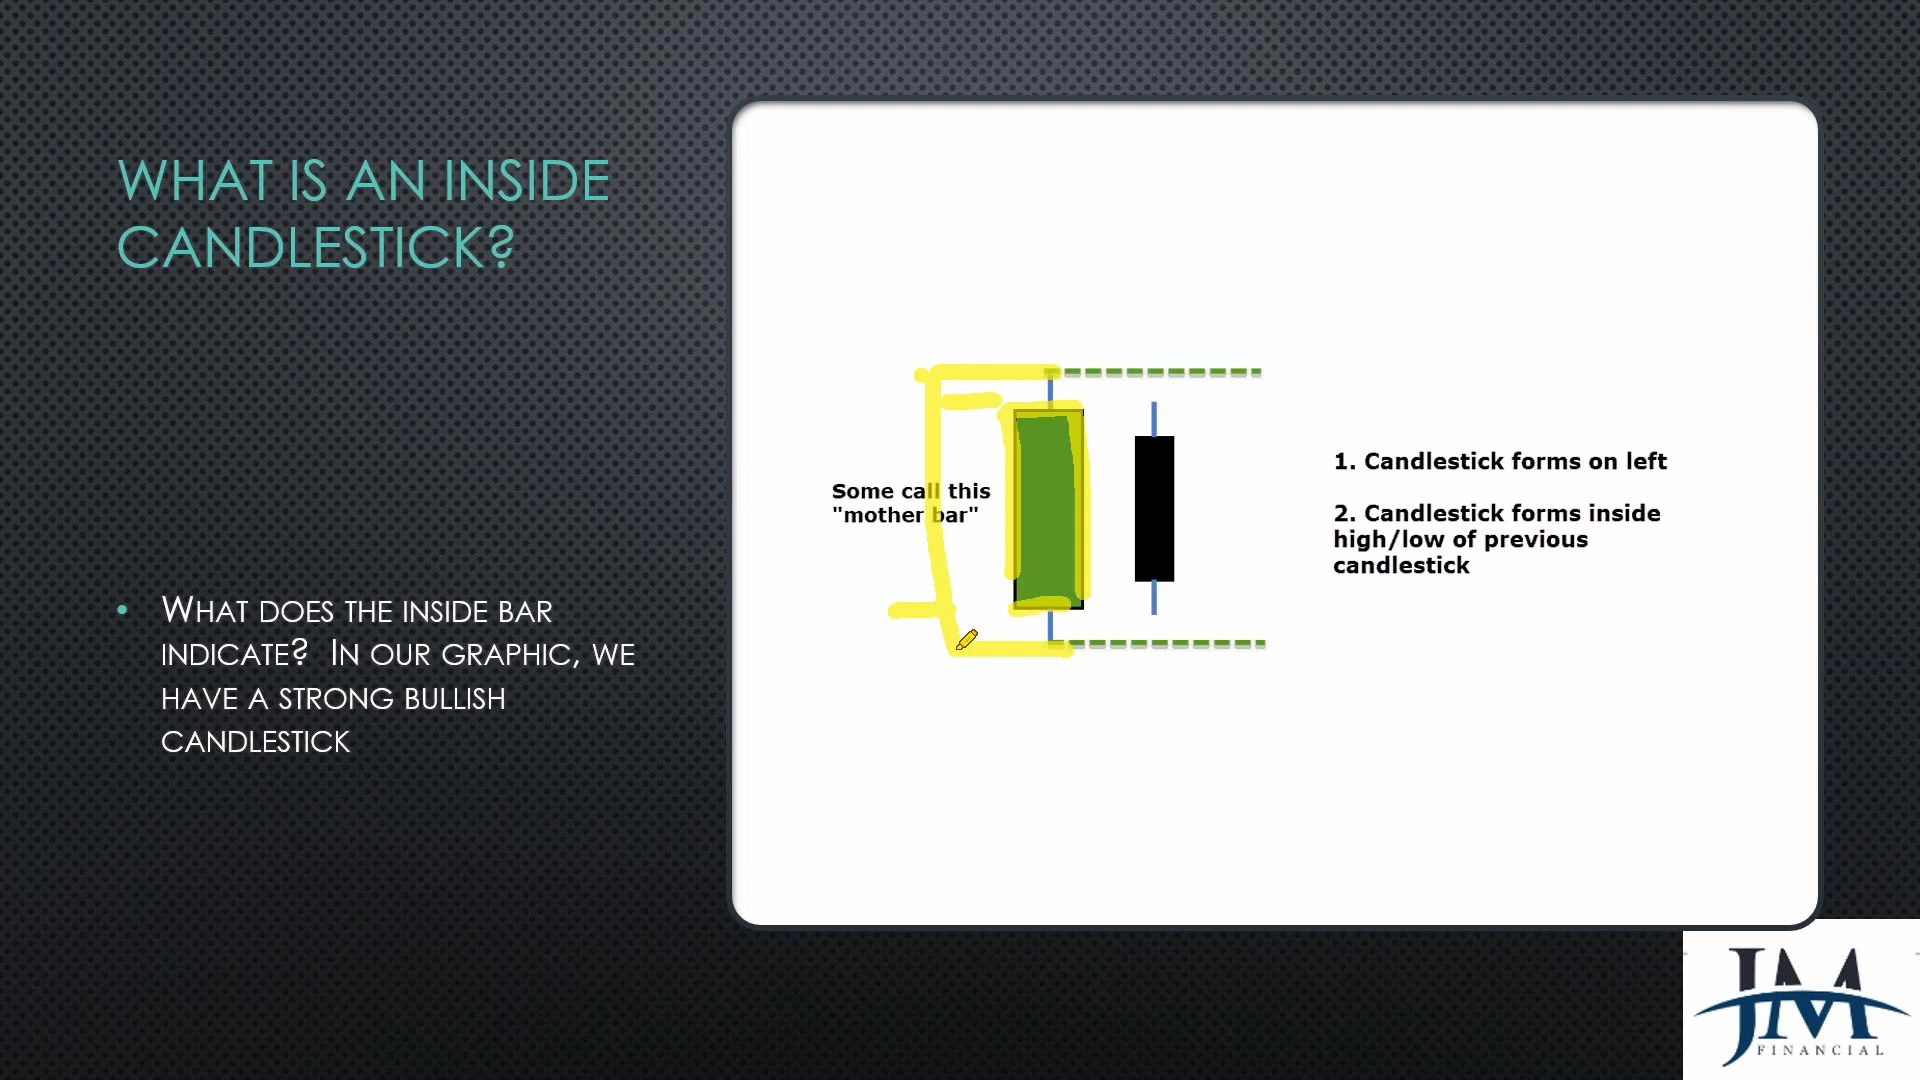 WHAT IS AN INSIDE
CANDLESTICK?
• WHAT DOES THE INSIDE BAR
INDICATE? IN OUR GRAPHIC, WE
HAVE A STRONG BULLISH
CANDLESTICK
Some call this
"mother bar"
1. Candlestick forms on left
2. Candlestick forms inside
high/low of previous
candlestick
JM
FINANCIAL